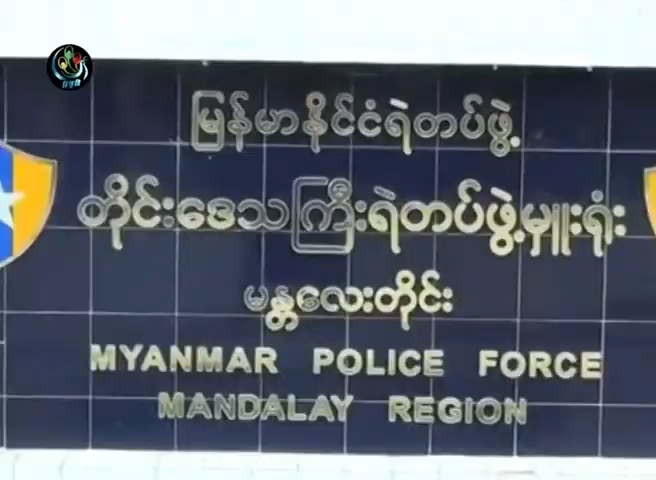 မြန်မာနိုင်ငံရဲတပ်ဖွဲ့
တိုင်းဒေသကြီးရဲတပ်ဖွဲ့မှူးရုံး
မန္တလေးတိုင်း
MYANMAR POLICE FORCE
MANDALAY REGION